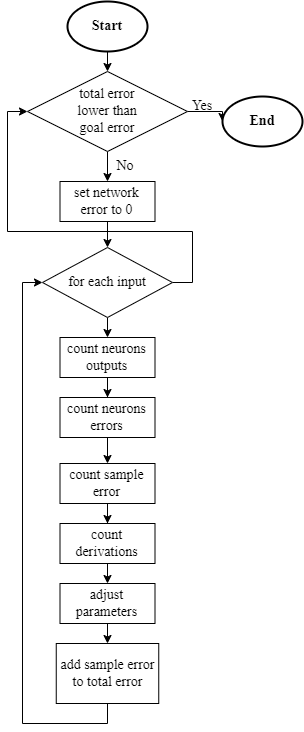 Start
total error
lower than
goal error
Yes
End
No
set network
error to 0
for each input
count neurons
outputs
count neurons
errors
count sample
error
count
derivations
adjust
parameters
add sample error
to total error